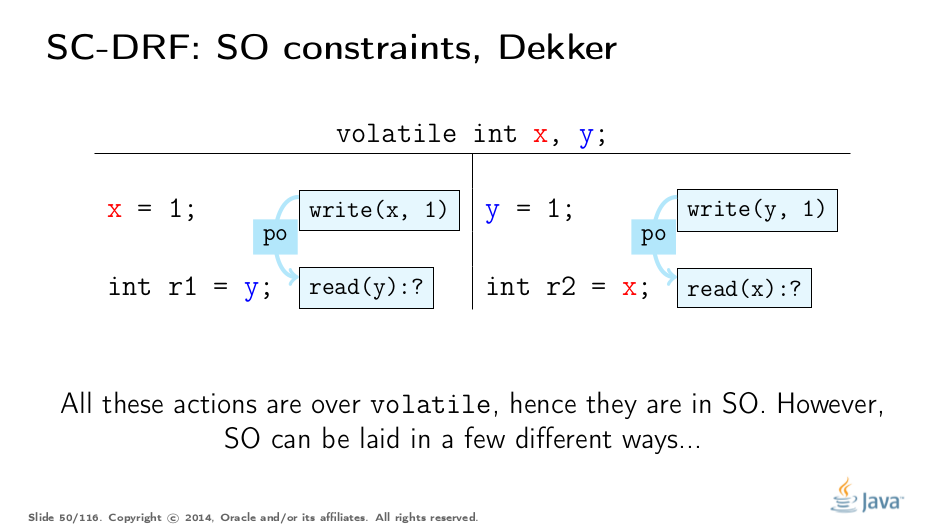 SC-DRF: SO constraints, Dekker
volatile int x, y;
x = 1;
write(x, 1)
po
int r1 = y;
read(y):?
y = 1;
write(y, 1)
po
int r2 = x;
read(x):?
All these actions are over volatile, hence they are in SO. However,
SO can be laid in a few different ways...
Slide 50/116. Copyright © 2014, Oracle and/or its affiliates. All rights reserved.
Java™